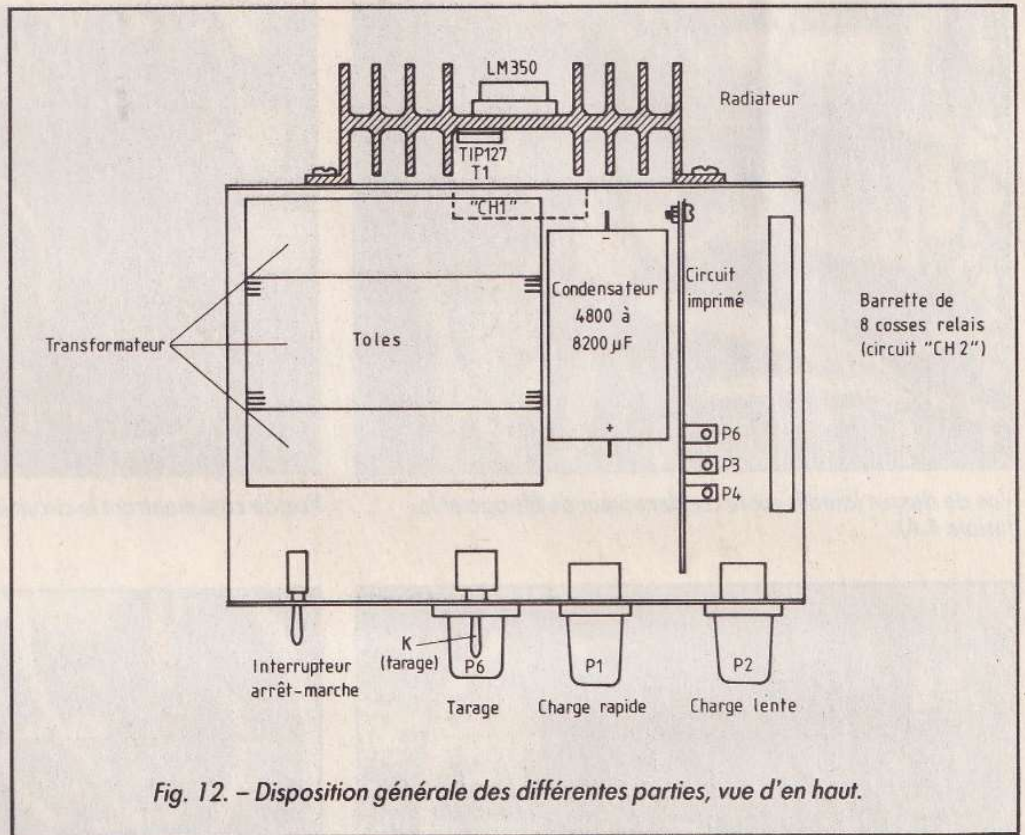 LM350
Radiateur
TIP127
T1
"CH1"
Transformateur
Toles
Condensateur
4800 à
8200 µF
-
+
Circuit
imprimé
Barrette de
8 cosses relais
(circuit "CH 2")
P6
P3
P4
Interrupteur
arrêt-marche
K
(tarage)
P6
Tarage
P1
Charge rapide
P2
Charge lente
Fig. 12. – Disposition générale des différentes parties, vue d'en haut.